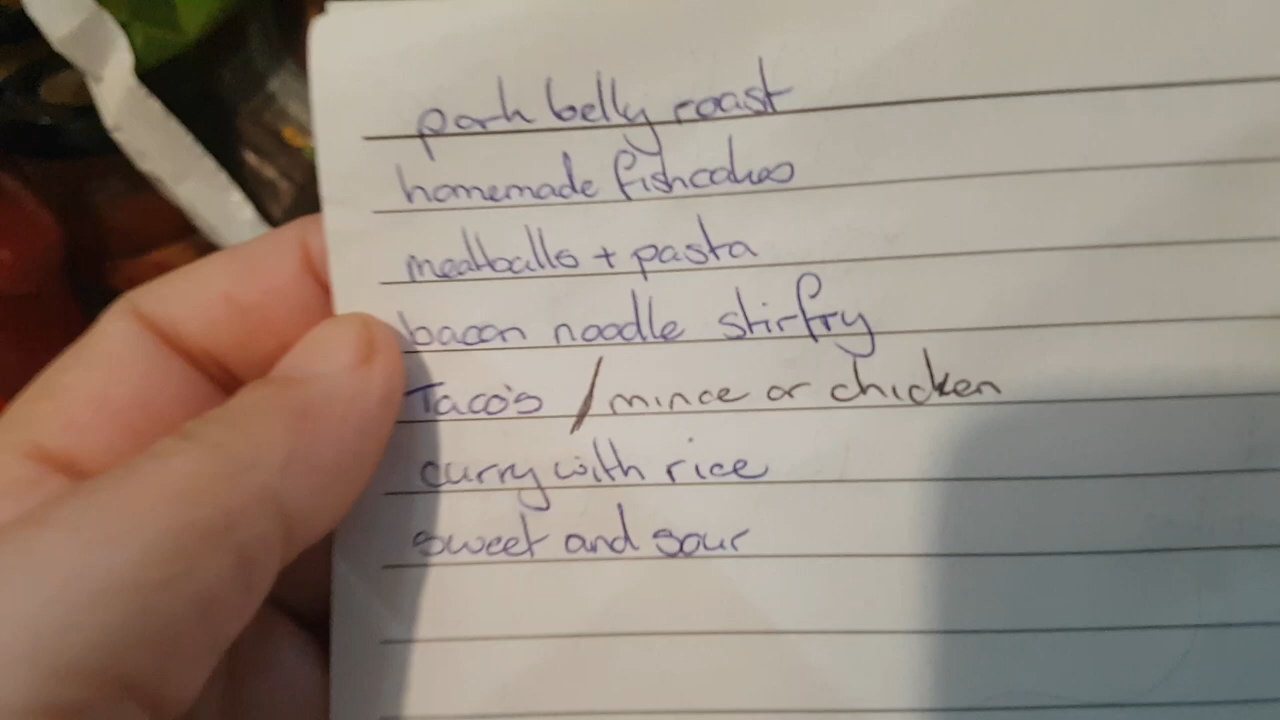 pork belly roast
homemade fishcakes
meatballs + pasta
bacon noodle stirfry
Taco's / mince or chicken
curry with rice
sweet and sour